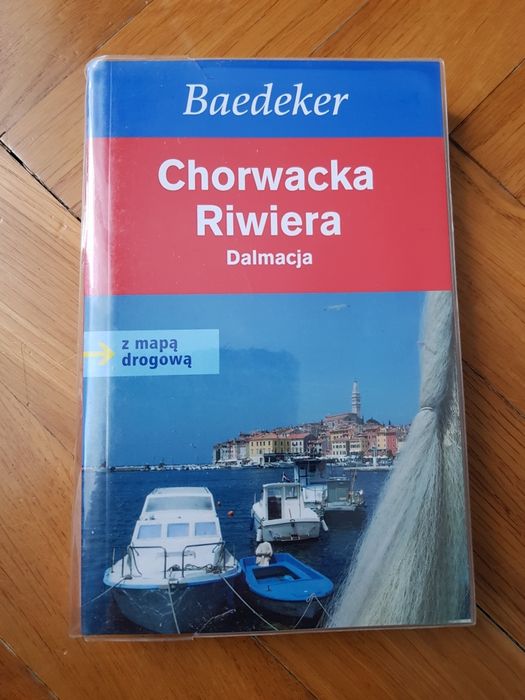 Baedeker
Chorwacka
Riwiera
Dalmacja
z mapą
drogową